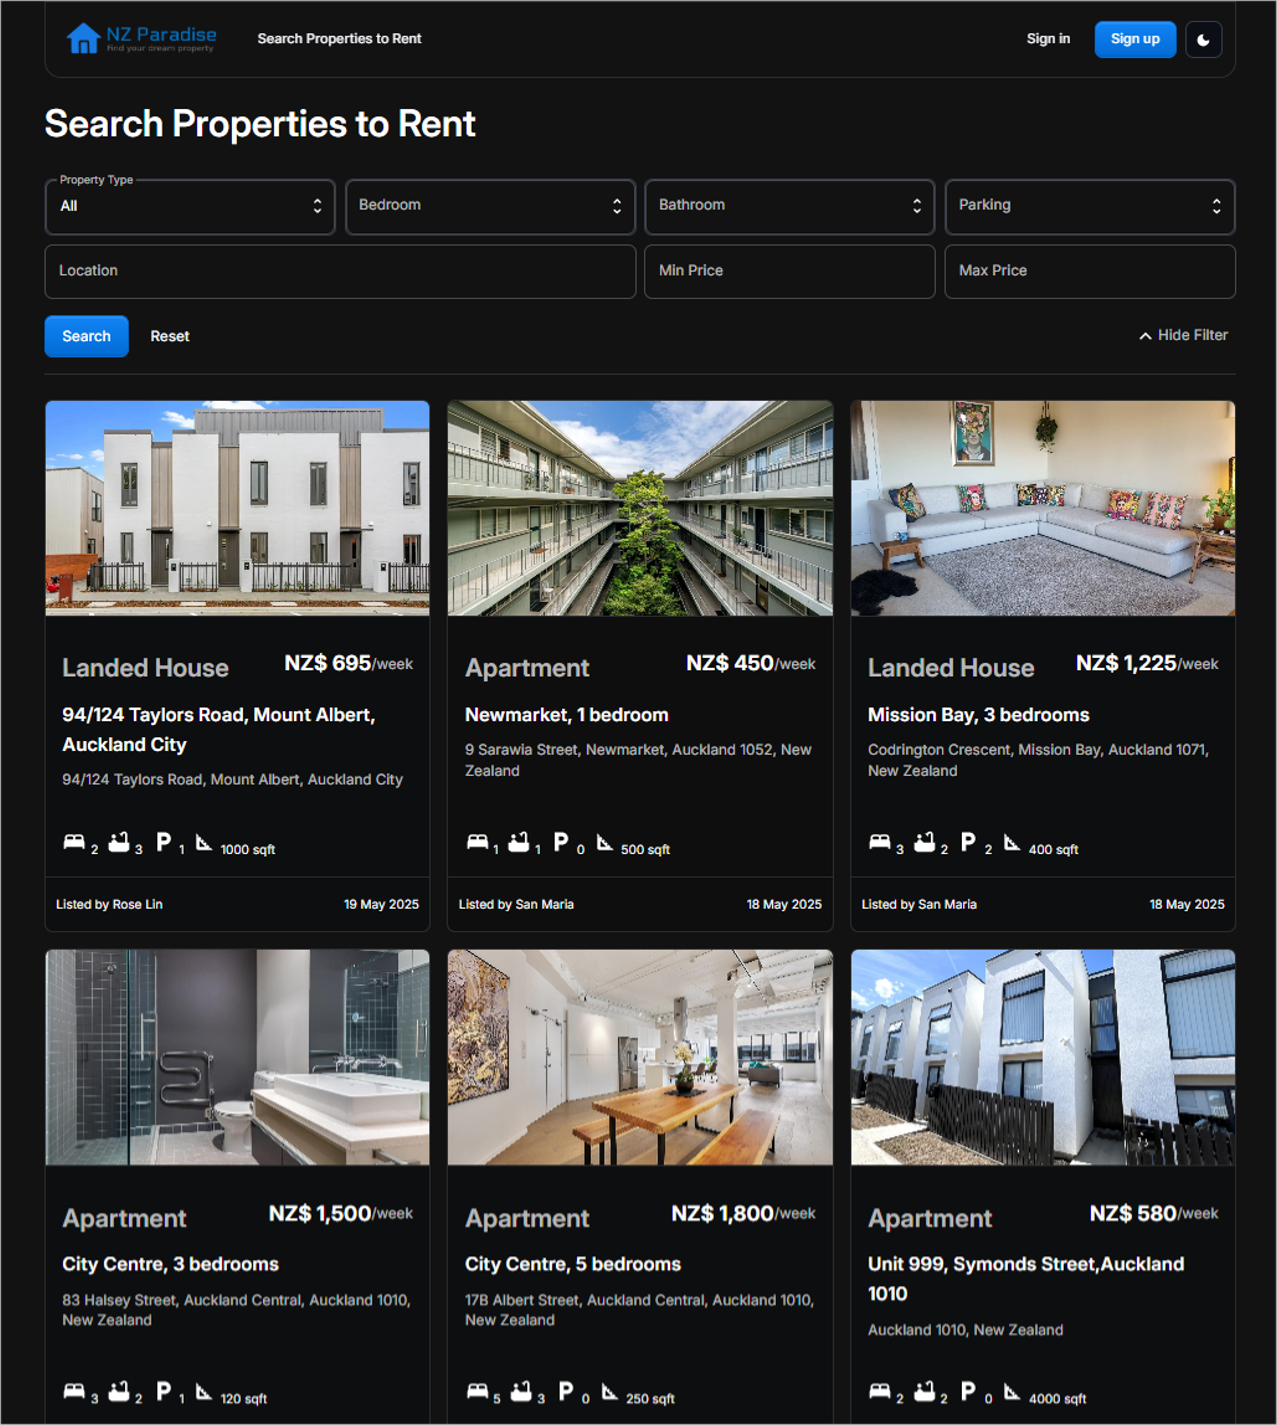 NZ Paradise
Find your dream property
Search Properties to Rent
Sign in
Sign up
Search Properties to Rent
Property Type
All
Bedroom
Bathroom
Parking
Location
Min Price
Max Price
Search
Reset
Hide Filter
Landed House
NZ$ 695/week
94/124 Taylors Road, Mount Albert,
Auckland City
94/124 Taylors Road, Mount Albert, Auckland City
2 3 P 1 1000 sqft
Listed by Rose Lin
19 May 2025
Apartment
NZ$ 450/week
Newmarket, 1 bedroom
9 Sarawia Street, Newmarket, Auckland 1052, New
Zealand
1 1 P 0 500 sqft
Listed by San Maria
18 May 2025
Landed House
NZ$ 1,225/week
Mission Bay, 3 bedrooms
Codrington Crescent, Mission Bay, Auckland 1071,
New Zealand
3 2 P 2 400 sqft
Listed by San Maria
18 May 2025
Apartment
NZ$ 1,500/week
City Centre, 3 bedrooms
83 Halsey Street, Auckland Central, Auckland 1010,
New Zealand
3 2 P 1 120 sqft
Apartment
NZ$ 1,800/week
City Centre, 5 bedrooms
17B Albert Street, Auckland Central, Auckland 1010,
New Zealand
5 3 P 0 250 sqft
Apartment
NZ$ 580/week
Unit 999, Symonds Street,Auckland
1010
Auckland 1010, New Zealand
2 2 P 0 4000 sqft